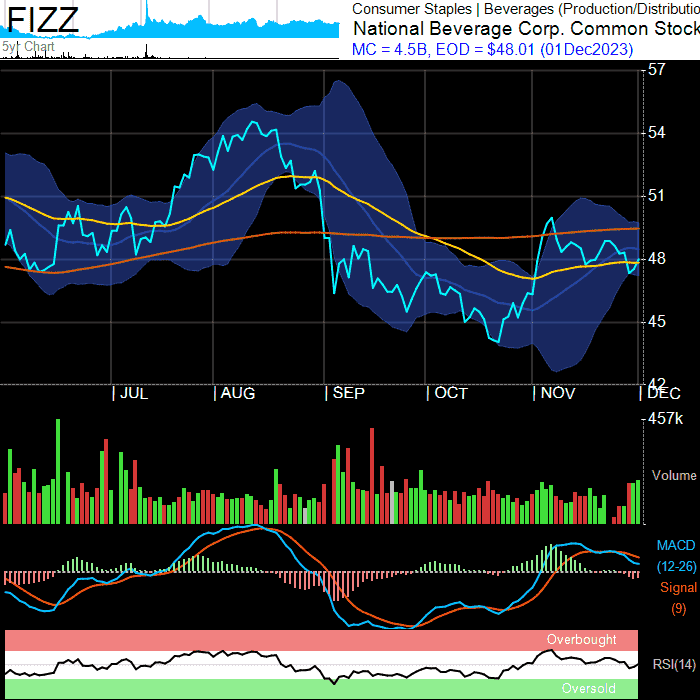 FIZZ
5yr Chart
Consumer Staples | Beverages (Production/Distributio
National Beverage Corp. Common Stock
MC = 4.5B, EOD = $48.01 (01Dec2023)
57
54
51
48
45
42
JUL
AUG
SEP
OCT
NOV
DEC
457k
Volume
MACD
(12-26)
Signal
(9)
Overbought
RSI(14)
Oversold